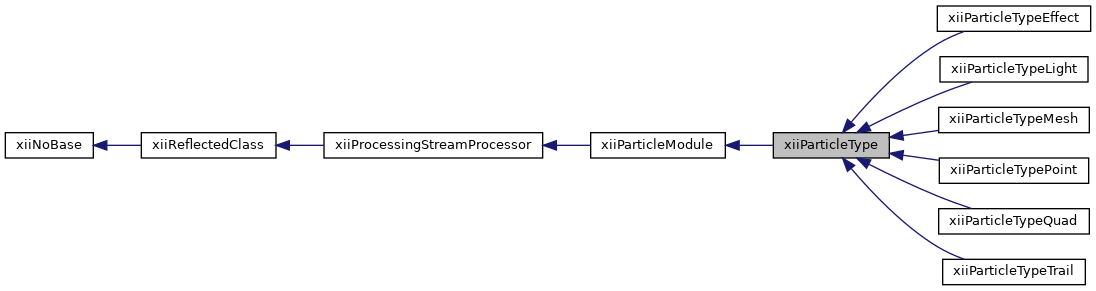 xiiNoBase
xiiReflectedClass
xiiProcessingStreamProcessor
xiiParticleModule
xiiParticleType
xiiParticleTypeEffect
xiiParticleTypeLight
xiiParticleTypeMesh
xiiParticleTypePoint
xiiParticleTypeQuad
xiiParticleTypeTrail